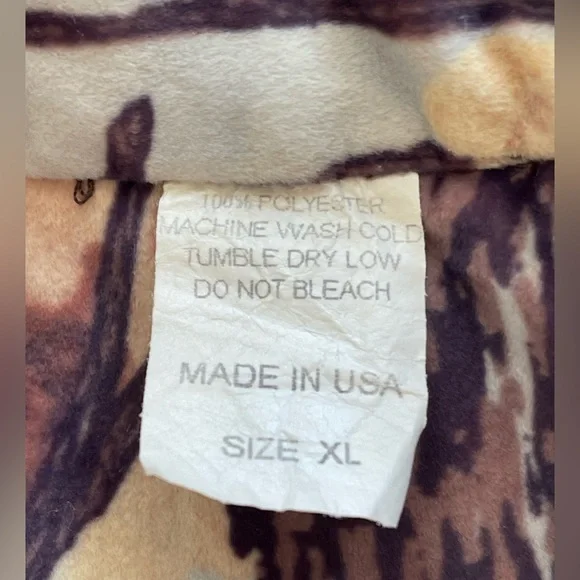 100% POLYESTER
MACHINE WASH COLD
TUMBLE DRY LOW
DO NOT BLEACH
MADE IN USA
SIZE XL